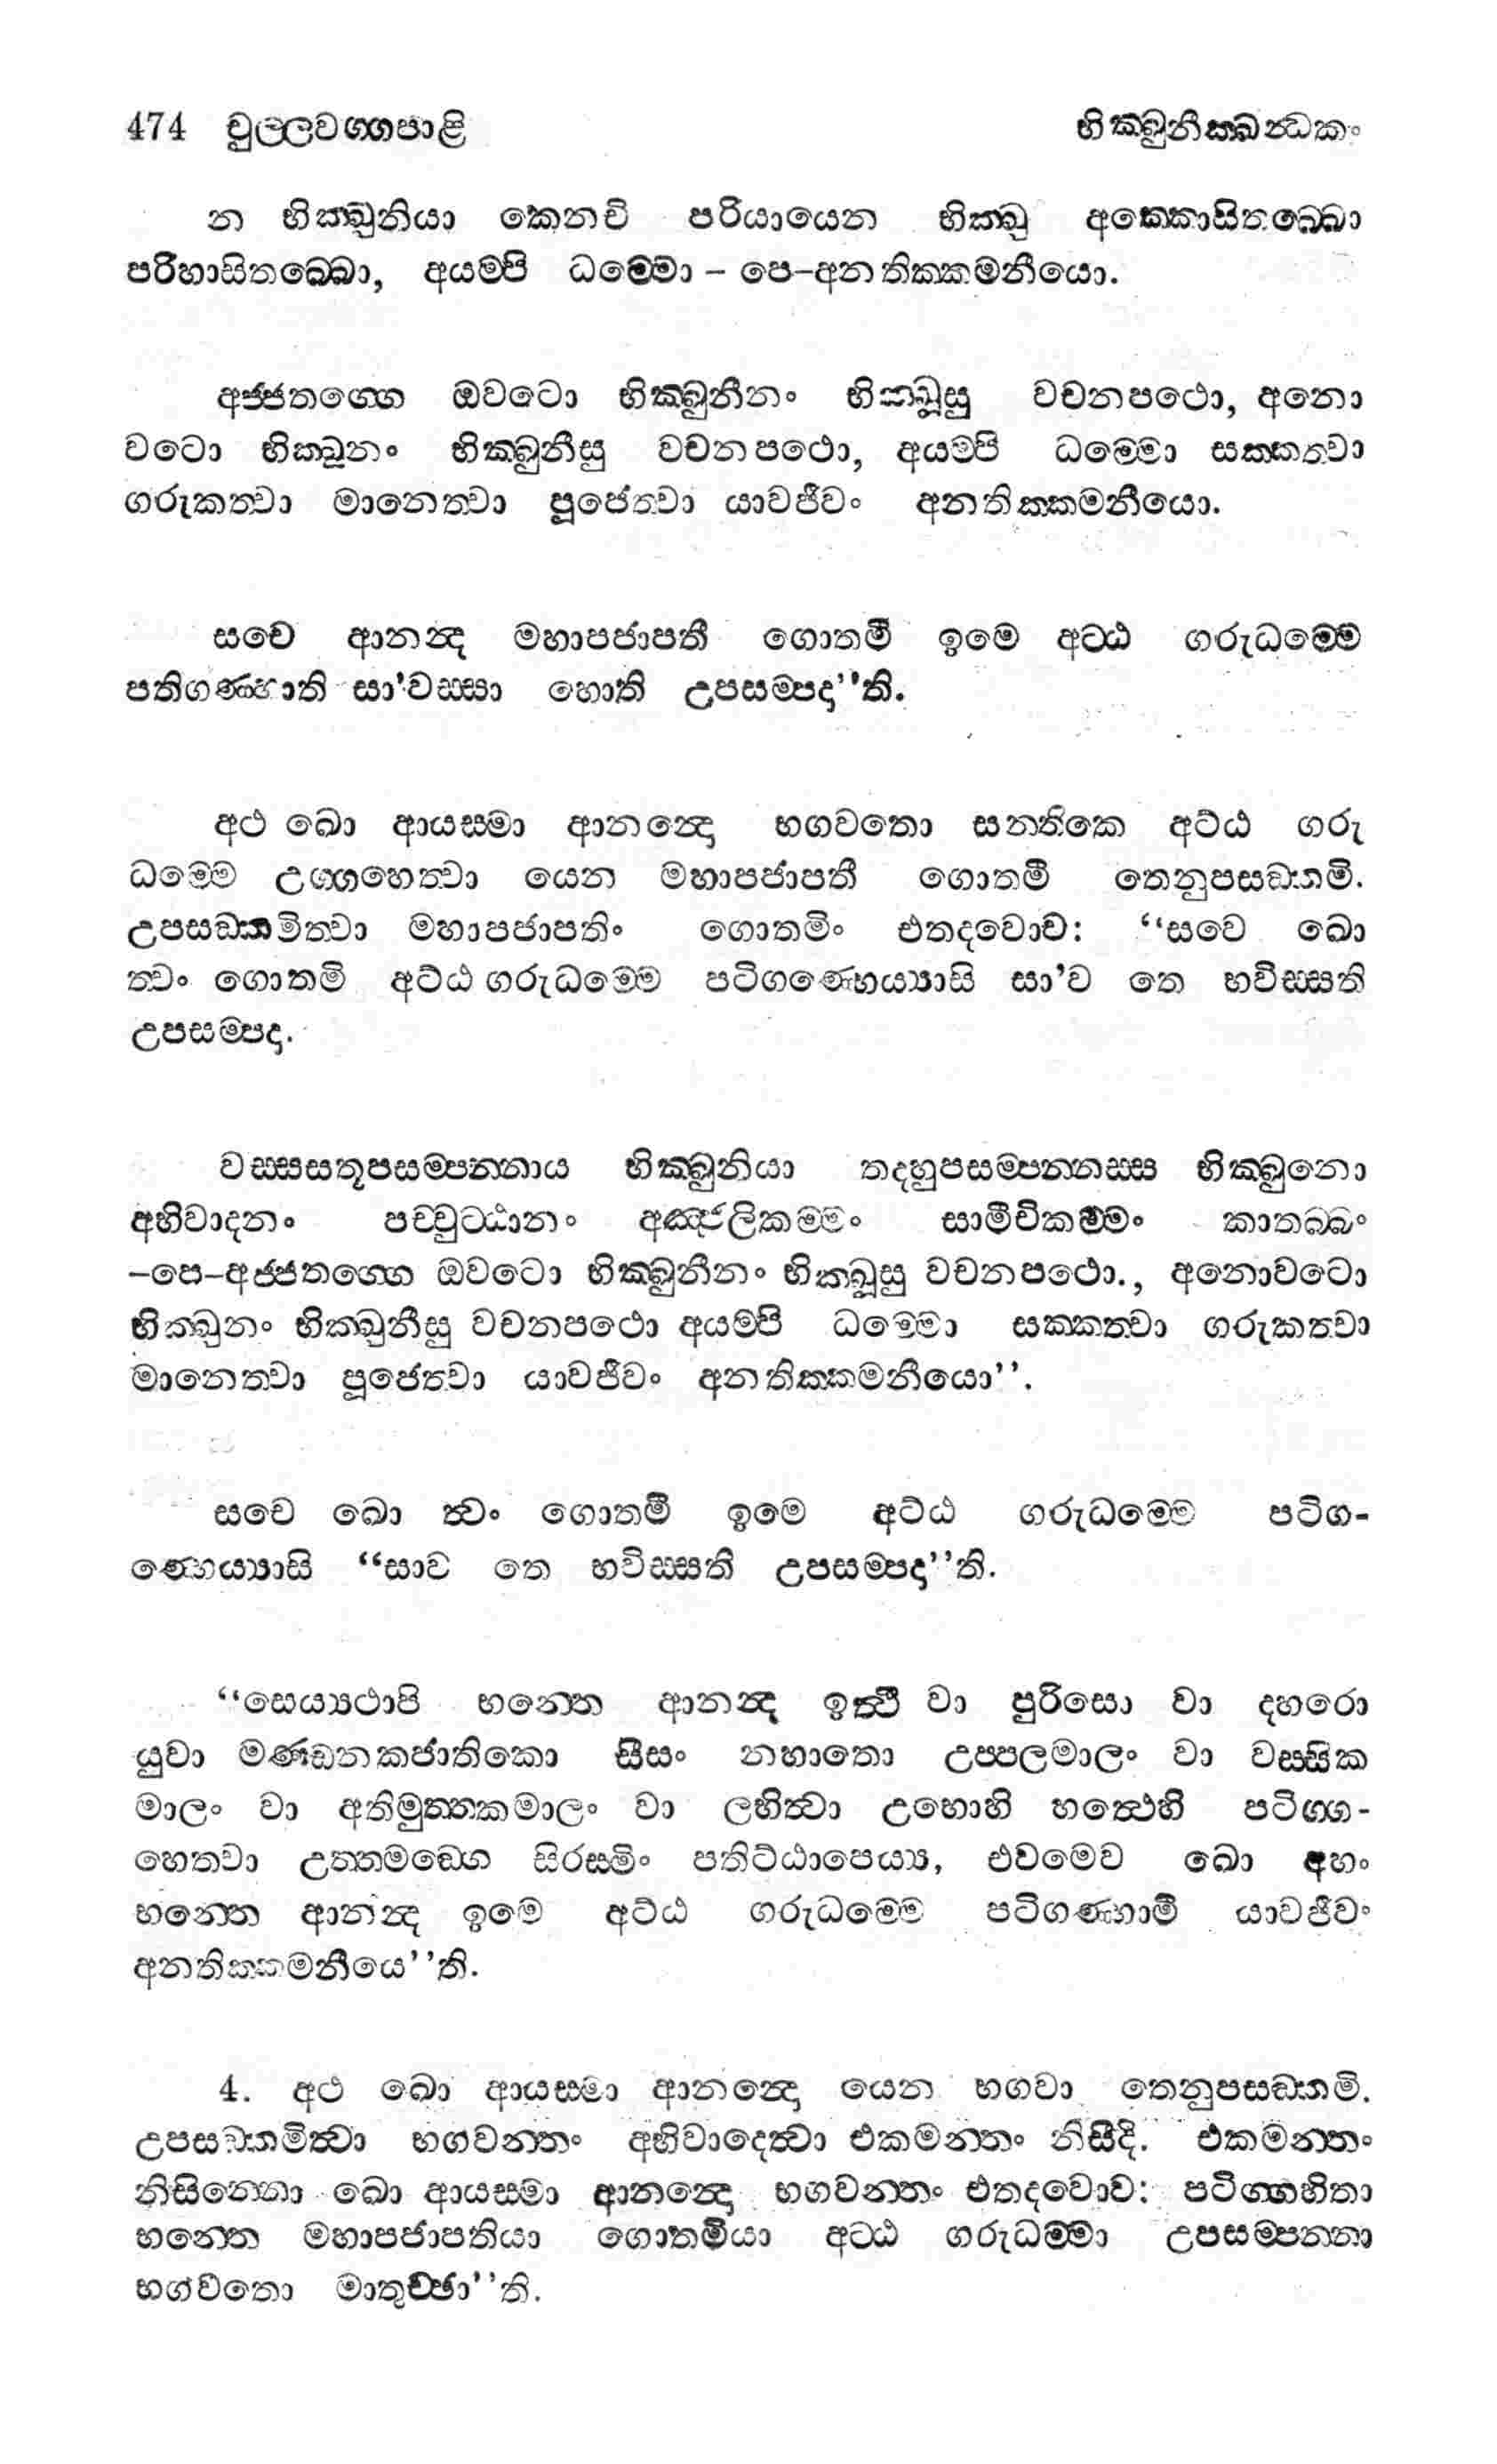 474 චුල්ලවග්ගපාළි භික්ඛුනීක්ඛන්ධකං
න භික්ඛුනියා කෙනචි පරියායෙන භික්ඛු අක්කොසිතබ්බො
පරිභාසිතබ්බො, අයම්පි ධම්මො – පෙ–අනතික්කමනීයො.
අජ්ජතග්ගෙ ඔවටො භික්ඛුනීනං භික්ඛූසු වචනපථො, අනො
වටො භික්ඛූනං භික්ඛුනීසු වචනපථො, අයම්පි ධම්මො සක්කත්වා
ගරුකත්වා මානෙත්වා පූජෙත්වා යාවජීවං අනතික්කමනීයො.
සචෙ ආනන්ද මහාපජාපතී ගොතමී ඉමෙ අට්ඨ ගරුධම්මෙ
පතිගණ්හාති සා'වස්සා හොති උපසම්පදා''ති.
අථ ඛො ආයස්මා ආනන්දො භගවතො සන්තිකෙ අට්ඨ ගරු
ධම්මෙ උග්ගහෙත්වා යෙන මහාපජාපතී ගොතමී තෙනුපසඞ්කමි.
උපසඞ්කමිත්වා මහාපජාපතිං ගොතමිං එතදවොච: ‘‘සචෙ ඛො
ත්වං ගොතමි අට්ඨ ගරුධම්මෙ පටිගණ්හෙය්‍යාසි සා’ව තෙ භවිස්සති
උපසම්පදා.
වස්සසතූපසම්පන්නාය භික්ඛුනියා තදහුපසම්පන්නස්ස භික්ඛුනො
අභිවාදනං පච්චුට්ඨානං අඤ්ජලිකම්මං සාමීචිකම්මං කාතබ්බං
–පෙ–අජ්ජතග්ගෙ ඔවටො භික්ඛුනීනං භික්ඛූසු වචනපථො., අනොවටො
භික්ඛුනං භික්ඛුනීසු වචනපථො අයම්පි ධම්මො සක්කත්වා ගරුකත්වා
මානෙත්වා පූජෙත්වා යාවජීවං අනතික්කමනීයො’’.
සචෙ ඛො ත්වං ගොතමී ඉමෙ අට්ඨ ගරුධම්මෙ පටිග-
ණ්හෙය්‍යාසි ‘‘සාව තෙ භවිස්සති උපසම්පදා’’ති.
‘‘සෙය්‍යථාපි භන්තෙ ආනන්ද ඉත්ථි වා පුරිසො වා දහරො
යුවා මණ්ඩනකජාතිකො සීසං නහාතො උප්පලමාලං වා වස්සික
මාලං වා අතිමුත්තකමාලං වා ලභිත්වා උභොහි හත්ථෙහි පටිග්ග-
හෙත්වා උත්තමඞ්ගෙ සිරස්මිං පතිට්ඨාපෙය්‍ය, එවමෙව ඛො අහං
භන්තෙ ආනන්ද ඉමෙ අට්ඨ ගරුධම්මෙ පටිගණ්හාමි යාවජීවං
අනතික්කමනීයෙ’’ති.
4. අථ ඛො ආයස්මා ආනන්දො යෙන භගවා තෙනුපසඞ්කමි.
උපසඞ්කමිත්වා භගවන්තං අභිවාදෙත්වා එකමන්තං නිසීදි. එකමන්තං
නිසින්නො ඛො ආයස්මා ආනන්දො භගවන්තං එතදවොච: පටිග්ගහිතා
භන්තෙ මහාපජාපතියා ගොතමියා අට්ඨ ගරුධම්මා උපසම්පන්නා
භගවතො මාතුච්ඡා’’ති.